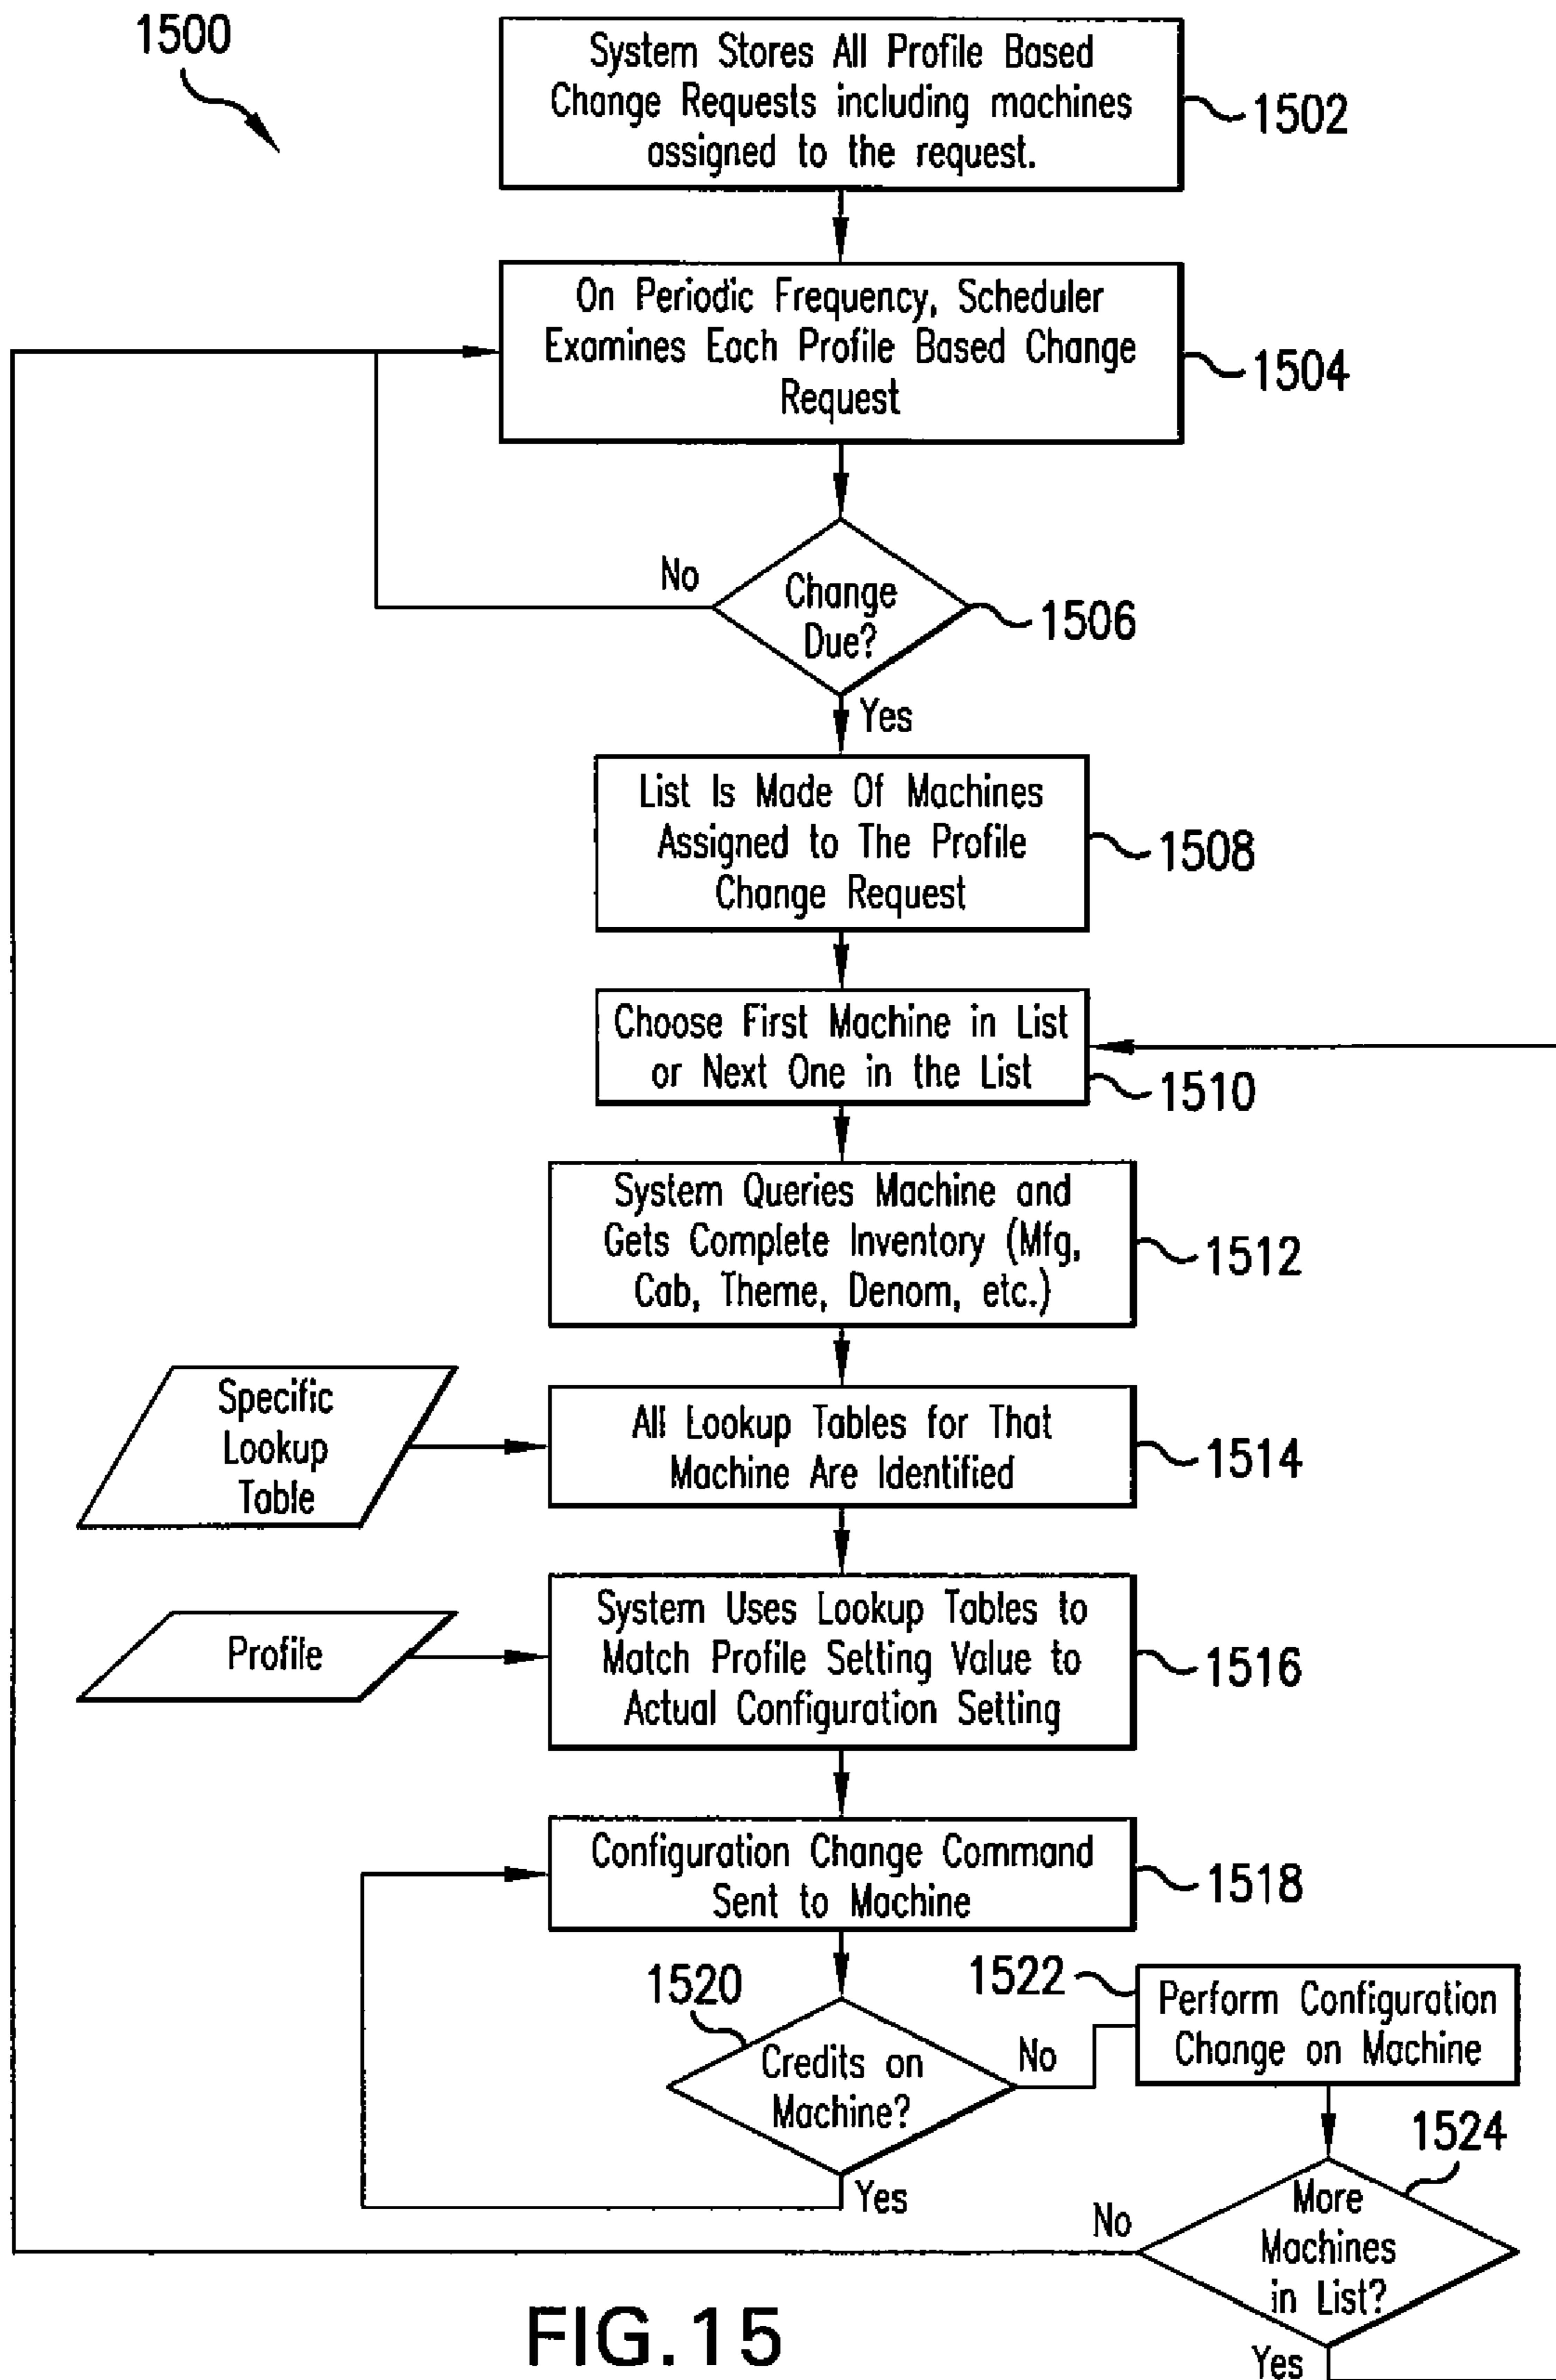 1500
System Stores All Profile Based
Change Requests including machines
assigned to the request.
1502
On Periodic Frequency, Scheduler
Examines Each Profile Based Change
Request
1504
No
Change
Due?
1506
Yes
List Is Made Of Machines
Assigned to The Profile
Change Request
1508
Choose First Machine in List
or Next One in the List
1510
System Queries Machine and
Gets Complete Inventory (Mfg,
Cab, Theme, Denom, etc.)
1512
Specific
Lookup
Table
All Lookup Tables for That
Machine Are Identified
1514
Profile
System Uses Lookup Tables to
Match Profile Setting Value to
Actual Configuration Setting
1516
Configuration Change Command
Sent to Machine
1518
1520
Credits on
Machine?
No
Yes
1522
Perform Configuration
Change on Machine
1524
More
Machines
in List?
No
Yes
FIG.15